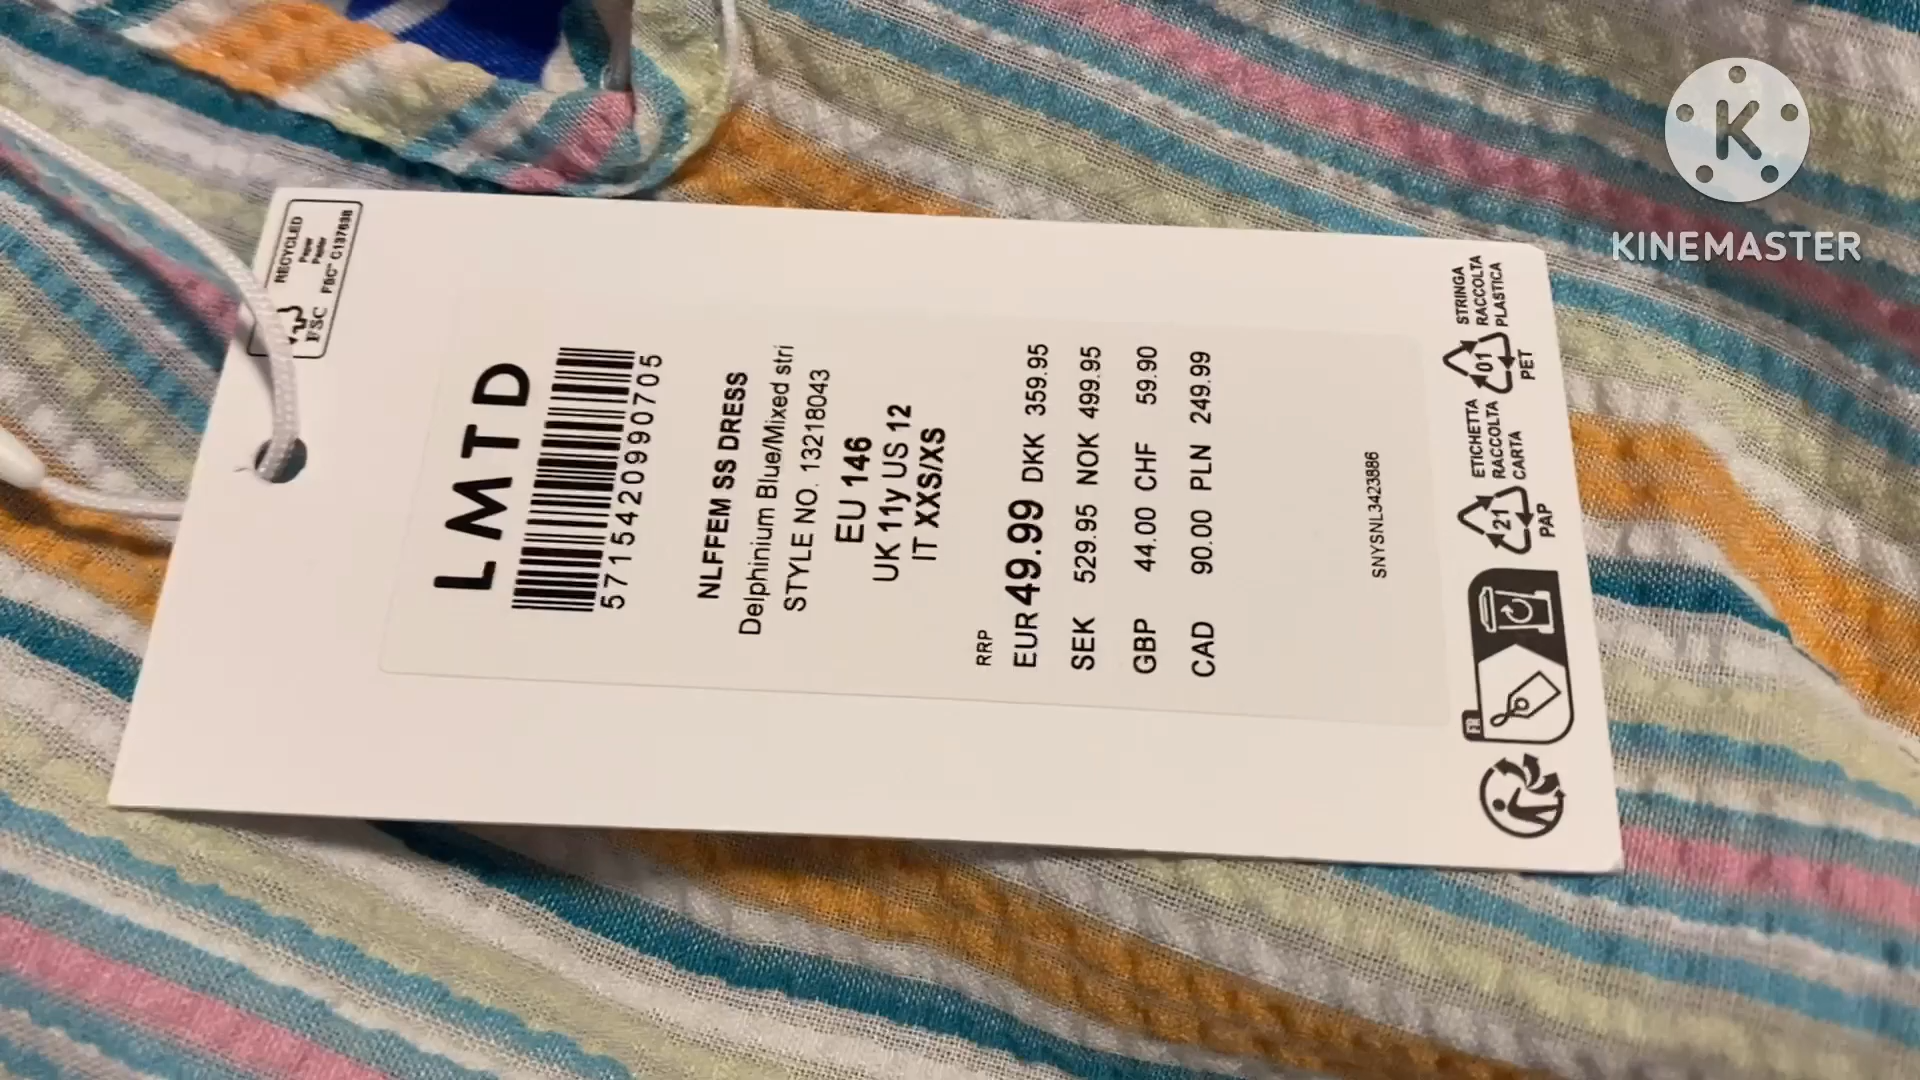 RECYCLED
Paper
FSC
FSC™ C137698
LMTD
5715420990705
NLFFEM SS DRESS
Delphinium Blue/Mixed stri
STYLE NO. 13218043
EU 146
UK 11y US 12
IT XXS/XS
RRP
EUR 49.99 DKK 359.95
SEK 529.95 NOK 499.95
GBP 44.00 CHF 59.90
CAD 90.00 PLN 249.99
SNYSNL3423886
STRINGA
RACCOLTA
PLASTICA
01
PET
ETICHETTA
RACCOLTA
CARTA
21
PAP
FR
K
KINEMASTER